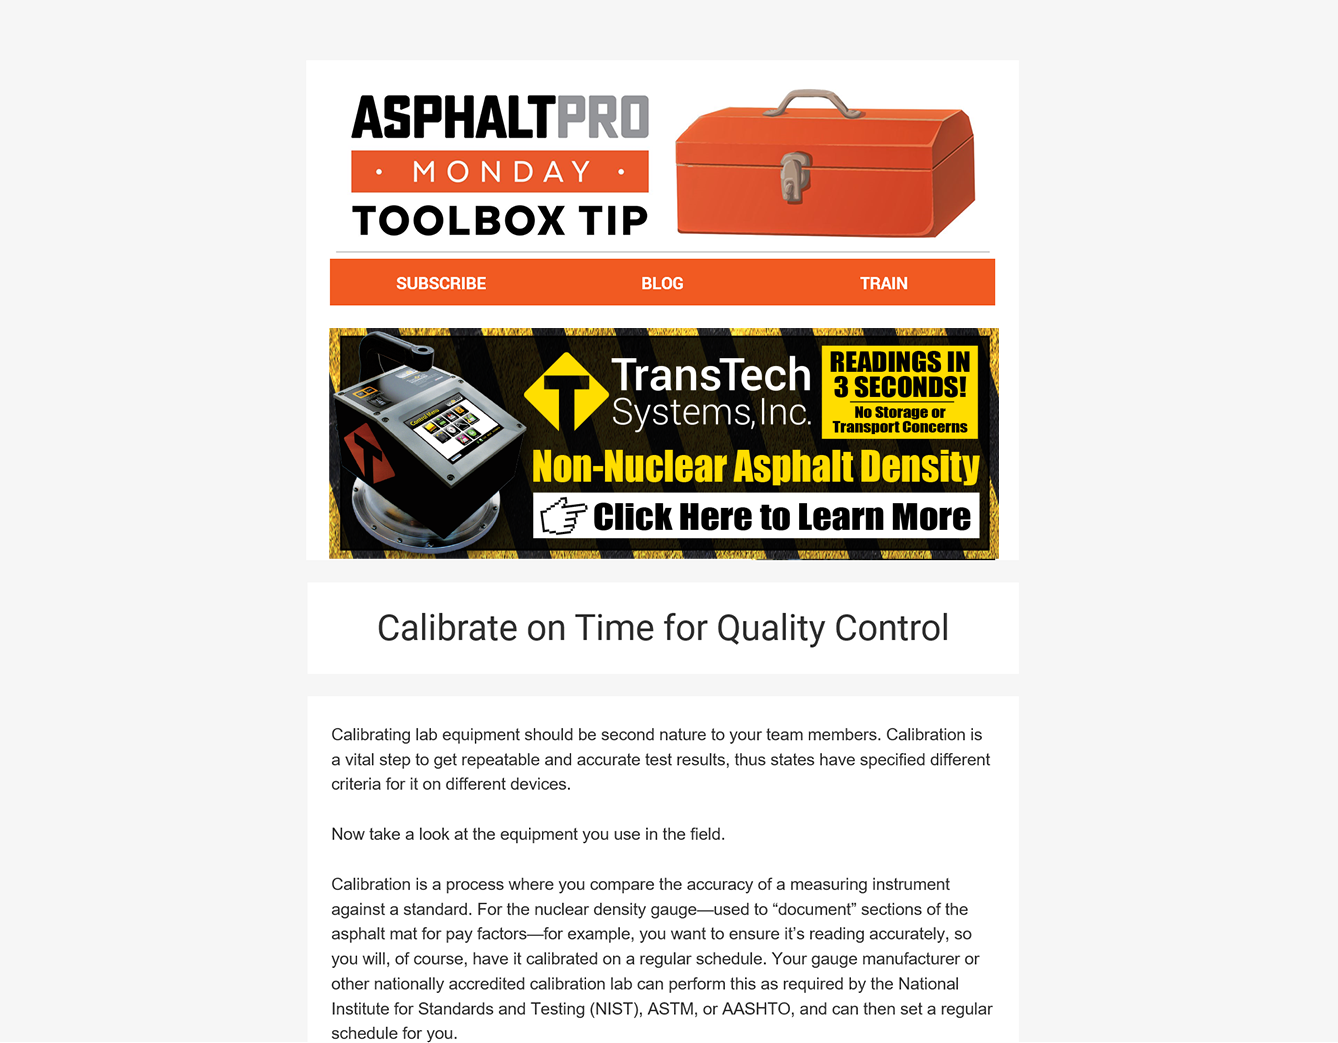 ASPHALTPRO
· MONDAY ·
TOOLBOX TIP
SUBSCRIBE BLOG TRAIN
TransTech
Systems, Inc.
READINGS IN
3 SECONDS!
No Storage or
Transport Concerns
Non-Nuclear Asphalt Density
Click Here to Learn More
Calibrate on Time for Quality Control
Calibrating lab equipment should be second nature to your team members. Calibration is
a vital step to get repeatable and accurate test results, thus states have specified different
criteria for it on different devices.
Now take a look at the equipment you use in the field.
Calibration is a process where you compare the accuracy of a measuring instrument
against a standard. For the nuclear density gauge—used to “document” sections of the
asphalt mat for pay factors—for example, you want to ensure it’s reading accurately, so
you will, of course, have it calibrated on a regular schedule. Your gauge manufacturer or
other nationally accredited calibration lab can perform this as required by the National
Institute for Standards and Testing (NIST), ASTM, or AASHTO, and can then set a regular
schedule for you.